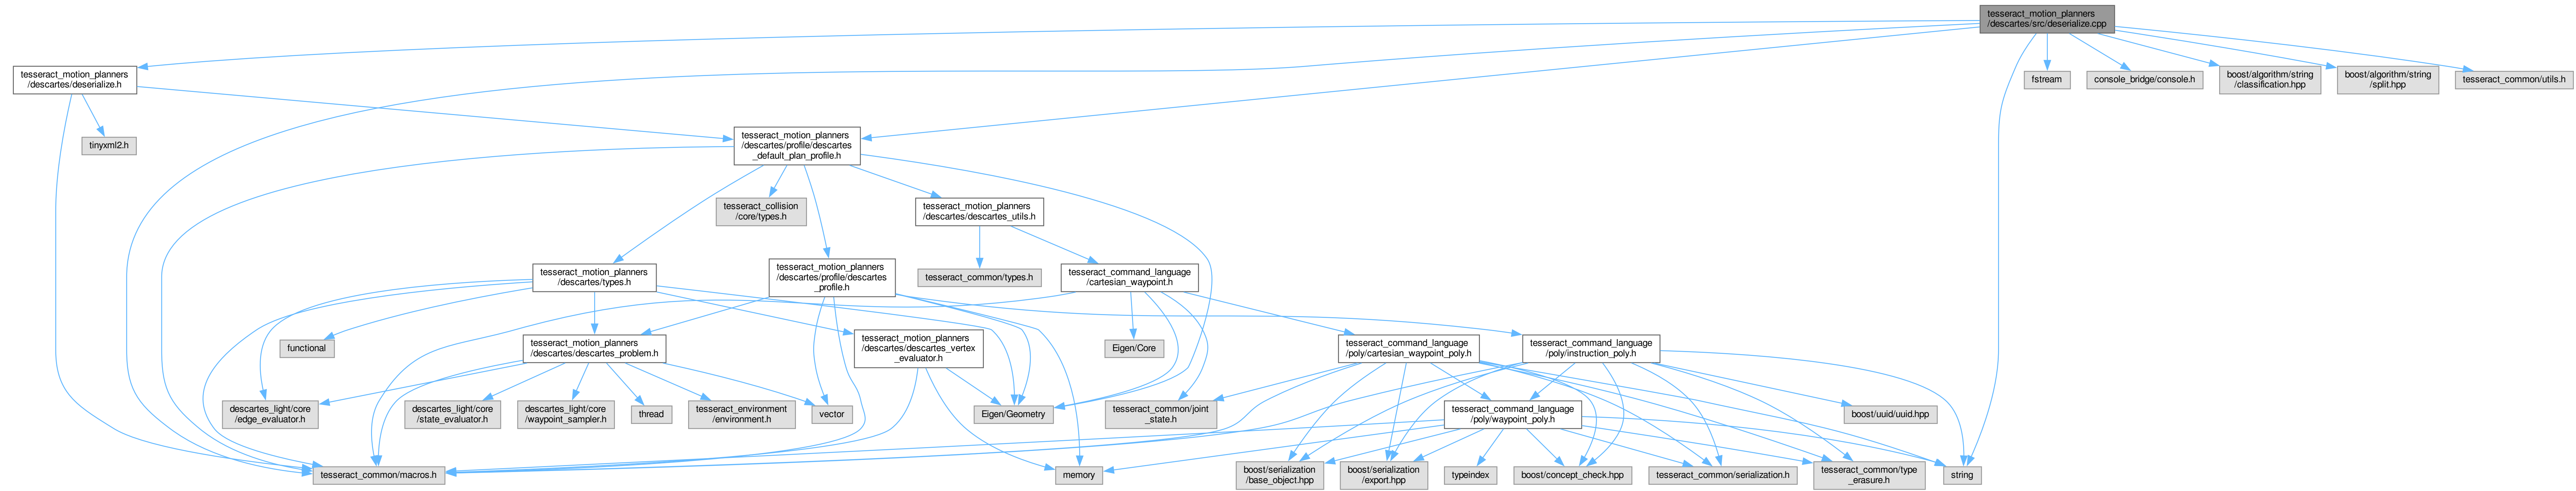 tesseract_motion_planners
/descartes/src/deserialize.cpp
tesseract_motion_planners
/descartes/deserialize.h
fstream
console_bridge/console.h
boost/algorithm/string
/classification.hpp
boost/algorithm/string
/split.hpp
tesseract_common/utils.h
tinyxml2.h
tesseract_motion_planners
/descartes/profile/descartes
_default_plan_profile.h
tesseract_collision
/core/types.h
tesseract_motion_planners
/descartes/descartes_utils.h
tesseract_motion_planners
/descartes/types.h
tesseract_motion_planners
/descartes/profile/descartes
_profile.h
tesseract_common/types.h
tesseract_command_language
/cartesian_waypoint.h
functional
tesseract_motion_planners
/descartes/descartes_problem.h
tesseract_motion_planners
/descartes/descartes_vertex
_evaluator.h
Eigen/Core
tesseract_command_language
/poly/cartesian_waypoint_poly.h
tesseract_command_language
/poly/instruction_poly.h
descartes_light/core
/edge_evaluator.h
descartes_light/core
/state_evaluator.h
descartes_light/core
/waypoint_sampler.h
thread
tesseract_environment
/environment.h
vector
Eigen/Geometry
tesseract_common/joint
_state.h
tesseract_command_language
/poly/waypoint_poly.h
boost/uuid/uuid.hpp
tesseract_common/macros.h
memory
boost/serialization
/base_object.hpp
boost/serialization
/export.hpp
typeindex
boost/concept_check.hpp
tesseract_common/serialization.h
tesseract_common/type
_erasure.h
string